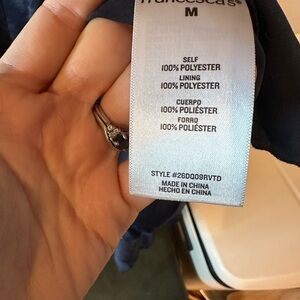 francesca's®
M
SELF
100% POLYESTER
LINING
100% POLYESTER
CUERPO
100% POLIÉSTER
FORRO
100% POLIÉSTER
STYLE #26DQ09RVTD
MADE IN CHINA
HECHO EN CHINA